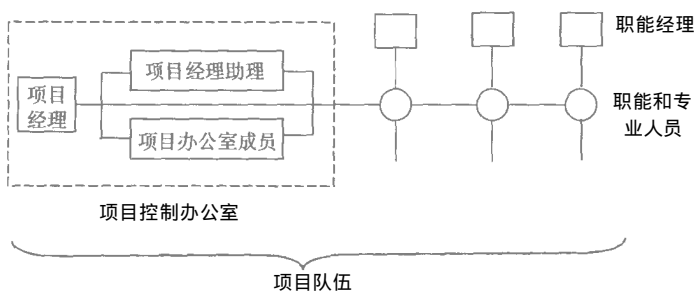 职能经理
项目经理助理
项目
经理
职能和专
业人员
项目办公室成员
项目控制办公室
项目队伍